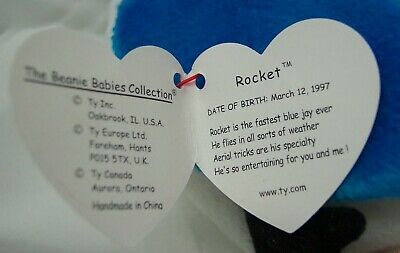 The Beanie Babies Collection©
© Ty Inc.
Oakbrook, IL. U.S.A.
© Ty Europe Ltd.
Fareham, Hants
PO15 5TX, U.K.
© Ty Canada
Aurora, Ontario
Handmade in China
Rocket™
DATE OF BIRTH: March 12, 1997
Rocket is the fastest blue jay ever
He flies in all sorts of weather
Aerial tricks are his specialty
He's so entertaining for you and me !
www.ty.com